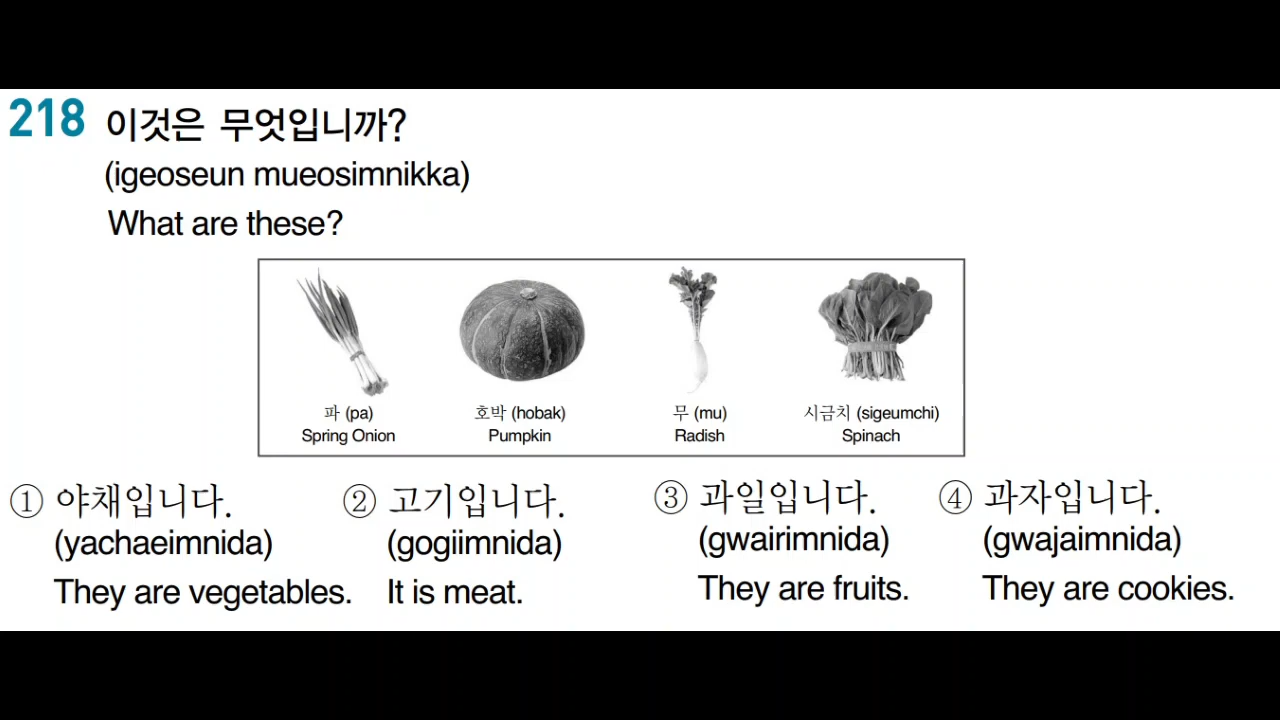 218 이것은 무엇입니까?
(igeoseun mueosimnikka)
What are these?
파 (pa)
Spring Onion
호박 (hobak)
Pumpkin
무 (mu)
Radish
시금치 (sigeumchi)
Spinach
① 야채입니다.
(yachaeimnida)
They are vegetables.
② 고기입니다.
(gogiimnida)
It is meat.
③ 과일입니다.
(gwairimnida)
They are fruits.
④ 과자입니다.
(gwajaimnida)
They are cookies.